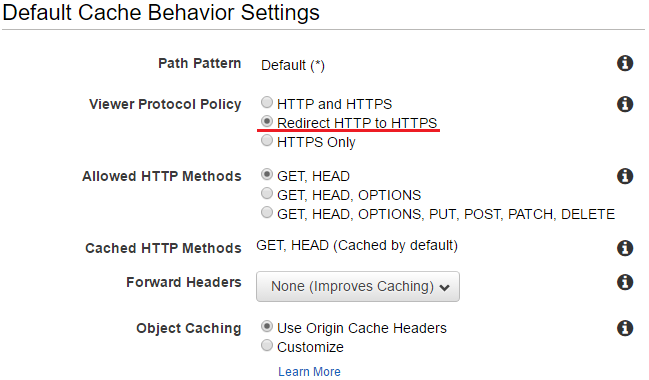 Default Cache Behavior Settings
Path Pattern Default (*)
Viewer Protocol Policy HTTP and HTTPS
Redirect HTTP to HTTPS
HTTPS Only
Allowed HTTP Methods GET, HEAD
GET, HEAD, OPTIONS
GET, HEAD, OPTIONS, PUT, POST, PATCH, DELETE
Cached HTTP Methods GET, HEAD (Cached by default)
Forward Headers None (Improves Caching)
Object Caching Use Origin Cache Headers
Customize
Learn More